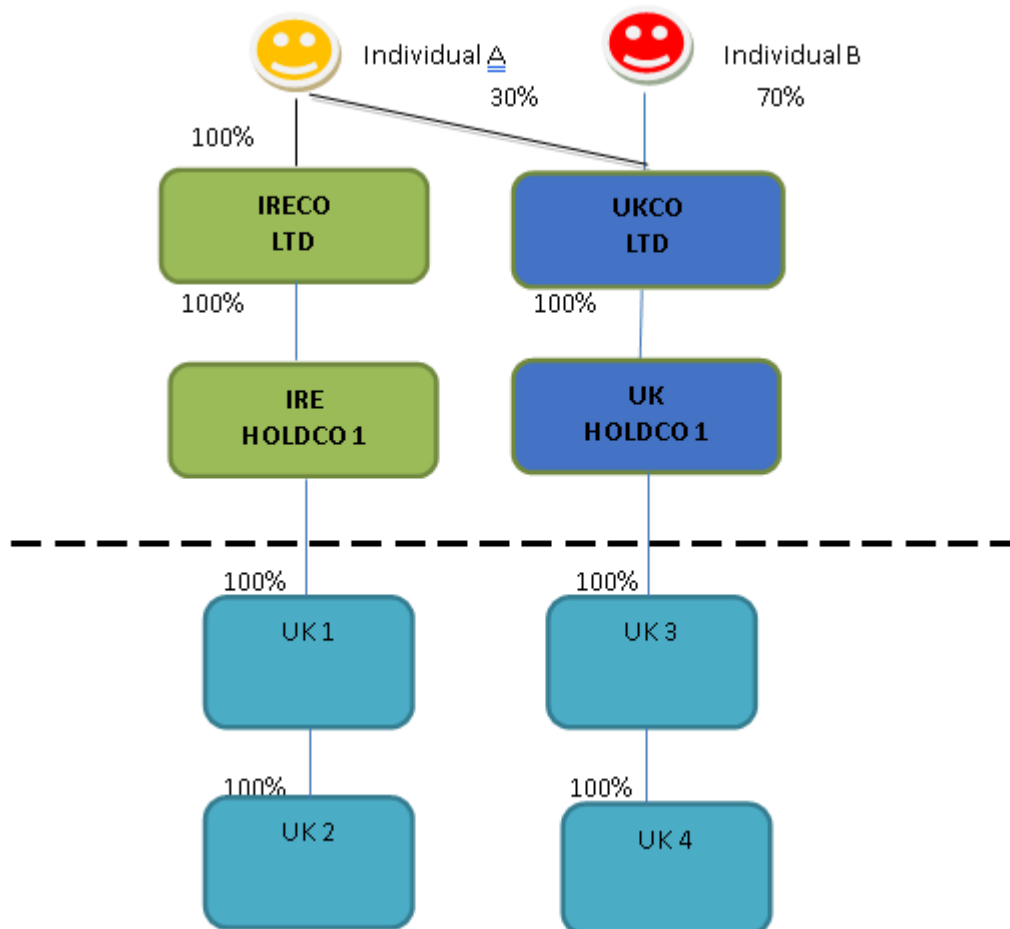 Individual A
Individual B
30%
70%
100%
IRECO
LTD
UKCO
LTD
100%
100%
IRE
HOLDCO 1
UK
HOLDCO 1
100%
100%
UK 1
UK 3
100%
100%
UK 2
UK 4